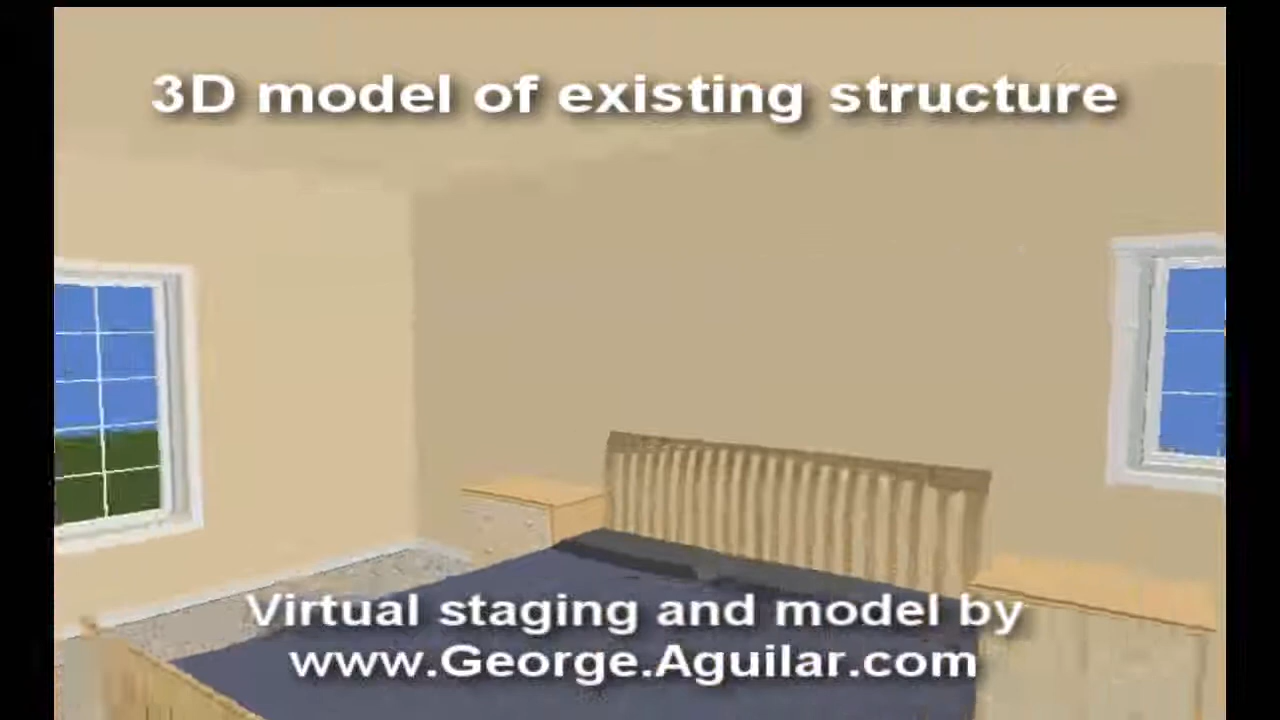 3D model of existing structure
Virtual staging and model by
www.George.Aguilar.com